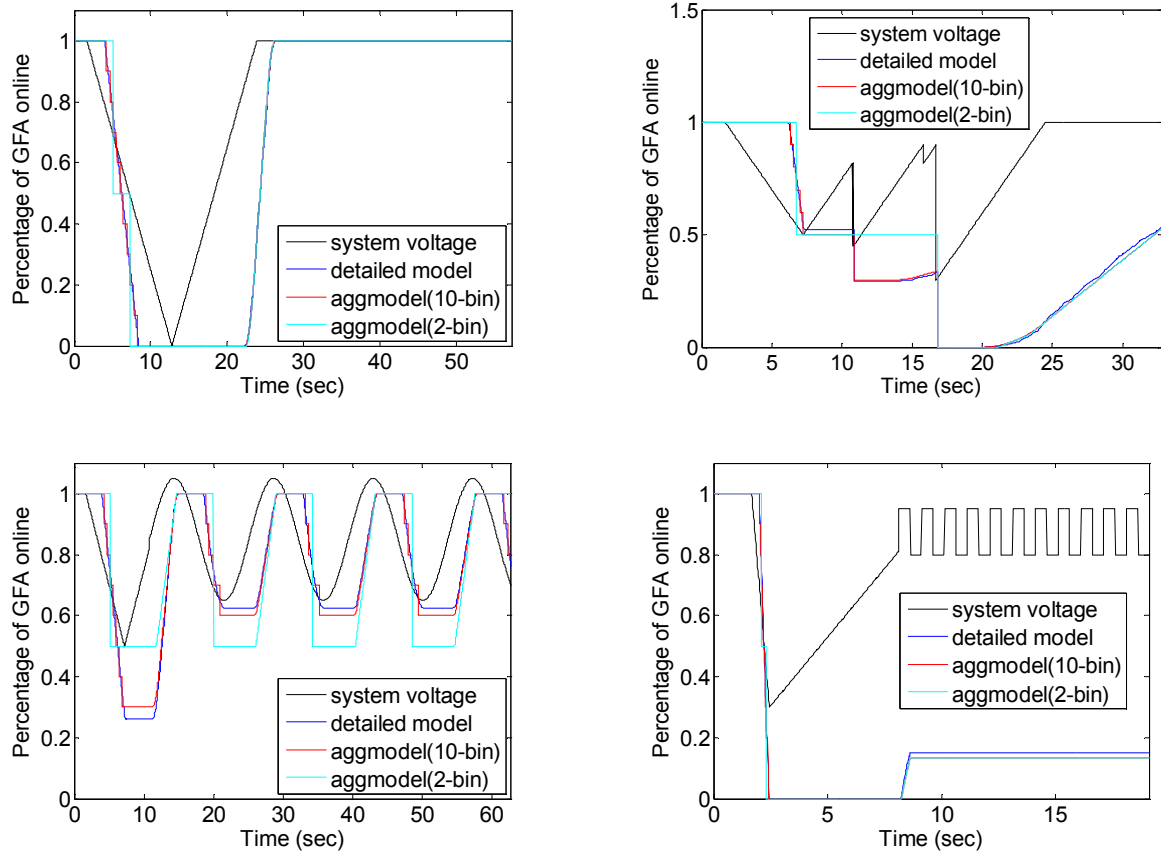 Percentage of GFA online
1
0.8
0.6
0.4
0.2
0
system voltage
detailed model
aggmodel(10-bin)
aggmodel(2-bin)
0 10 20 30 40 50
Time (sec)
Percentage of GFA online
1.5
1
0.5
0
system voltage
detailed model
aggmodel(10-bin)
aggmodel(2-bin)
0 5 10 15 20 25 30
Time (sec)
Percentage of GFA online
1
0.8
0.6
0.4
0.2
0
system voltage
detailed model
aggmodel(10-bin)
aggmodel(2-bin)
0 10 20 30 40 50 60
Time (sec)
Percentage of GFA online
1
0.8
0.6
0.4
0.2
0
system voltage
detailed model
aggmodel(10-bin)
aggmodel(2-bin)
0 5 10 15
Time (sec)